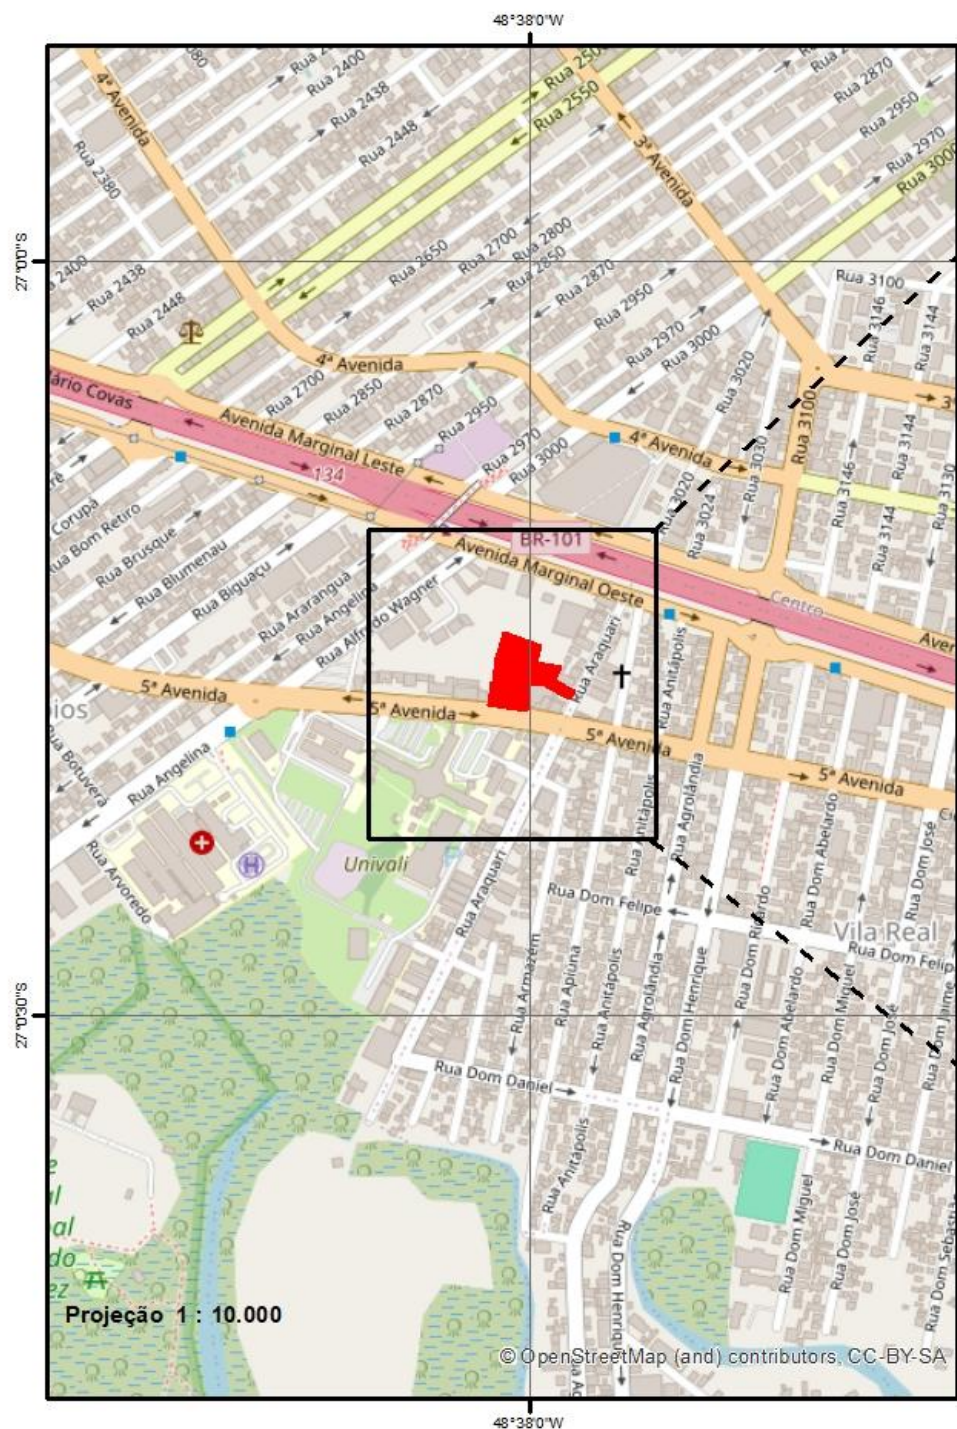 48°38'0"W
4ª Avenida
Rua 2400
Rua 2438
Rua 2448
Rua 2550
3ª Avenida
Rua 2870
Rua 2950
Rua 2970
Rua 3000
Rua 2380
27°0'0"S
Rua 2438
Rua 2448
Rua 2650
Rua 2700
Rua 2800
Rua 2850
Rua 2870
Rua 2950
Rua 2970
Rua 3000
Rua 3100
Rua 3146
Rua 3144
4ª Avenida
Rua 2700
Rua 2850
Rua 2870
Rua 2950
Rua 2970
Rua 3000
Rua 3020
Rua 3100
ário Covas
Avenida Marginal Leste
134
4ª Avenida
Rua 3030
Rua 3020
Rua 3024
Rua 3146
Rua 3144
Rua 3144
Rua 3130
Corupá
Rua Bom Retiro
Rua Brusque
Rua Blumenau
Rua Biguaçu
Rua Araranguá
Rua Angelina
Rua Alfredo Wagner
BR-101
Avenida Marginal Oeste
Centro
Aver
Rua Araquari
Rua Anitápolis
5ª Avenida
5ª Avenida
5ª Avenida
5ª Avenida
ios
Rua Botuverá
Rua Angelina
Rua Arvoredo
H
Univali
Rua Araquari
Rua Anitápolis
Rua Agrolândia
Rua Dom Abelardo
Rua Dom José
Rua Dom Felipe
Vila Real
Rua Dom Felip
Rua Dom Ricardo
27°0'30"S
Rua Armazém
Rua Apiúna
Rua Anitápolis
Rua Agrolândia
Rua Dom Henrique
Rua Dom Abelardo
Rua Dom Miguel
Rua Dom José
Rua Dom Jaime
Rua Dom Daniel
Rua Dom Daniel
Rua Anitápolis
Rua Dom Henrique
Rua Dom Miguel
Rua Dom José
Rua Dom Sebastia
e
al
al
do
ez
Projeção 1 : 10.000
© OpenStreetMap (and) contributors, CC-BY-SA
48°38'0"W